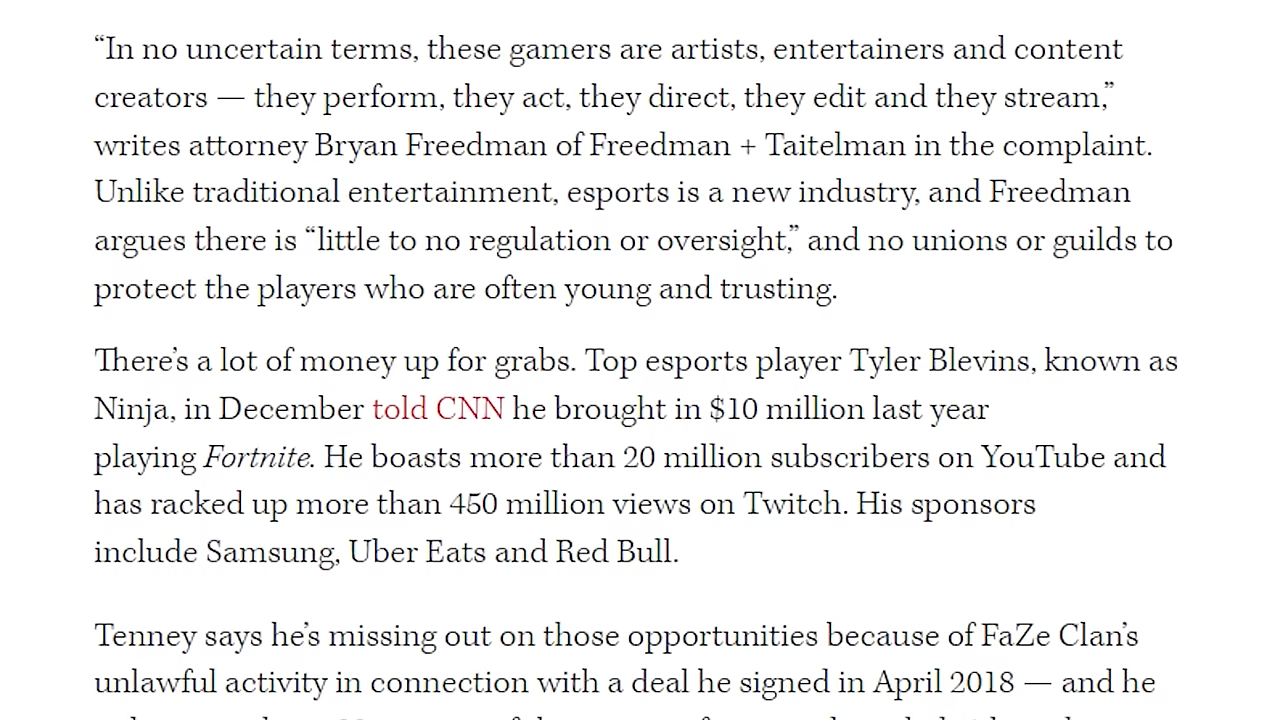 “In no uncertain terms, these gamers are artists, entertainers and content
creators — they perform, they act, they direct, they edit and they stream,”
writes attorney Bryan Freedman of Freedman + Taitelman in the complaint.
Unlike traditional entertainment, esports is a new industry, and Freedman
argues there is “little to no regulation or oversight,” and no unions or guilds to
protect the players who are often young and trusting.
There’s a lot of money up for grabs. Top esports player Tyler Blevins, known as
Ninja, in December told CNN he brought in $10 million last year
playing Fortnite. He boasts more than 20 million subscribers on YouTube and
has racked up more than 450 million views on Twitch. His sponsors
include Samsung, Uber Eats and Red Bull.
Tenney says he’s missing out on those opportunities because of FaZe Clan’s
unlawful activity in connection with a deal he signed in April 2018 — and he